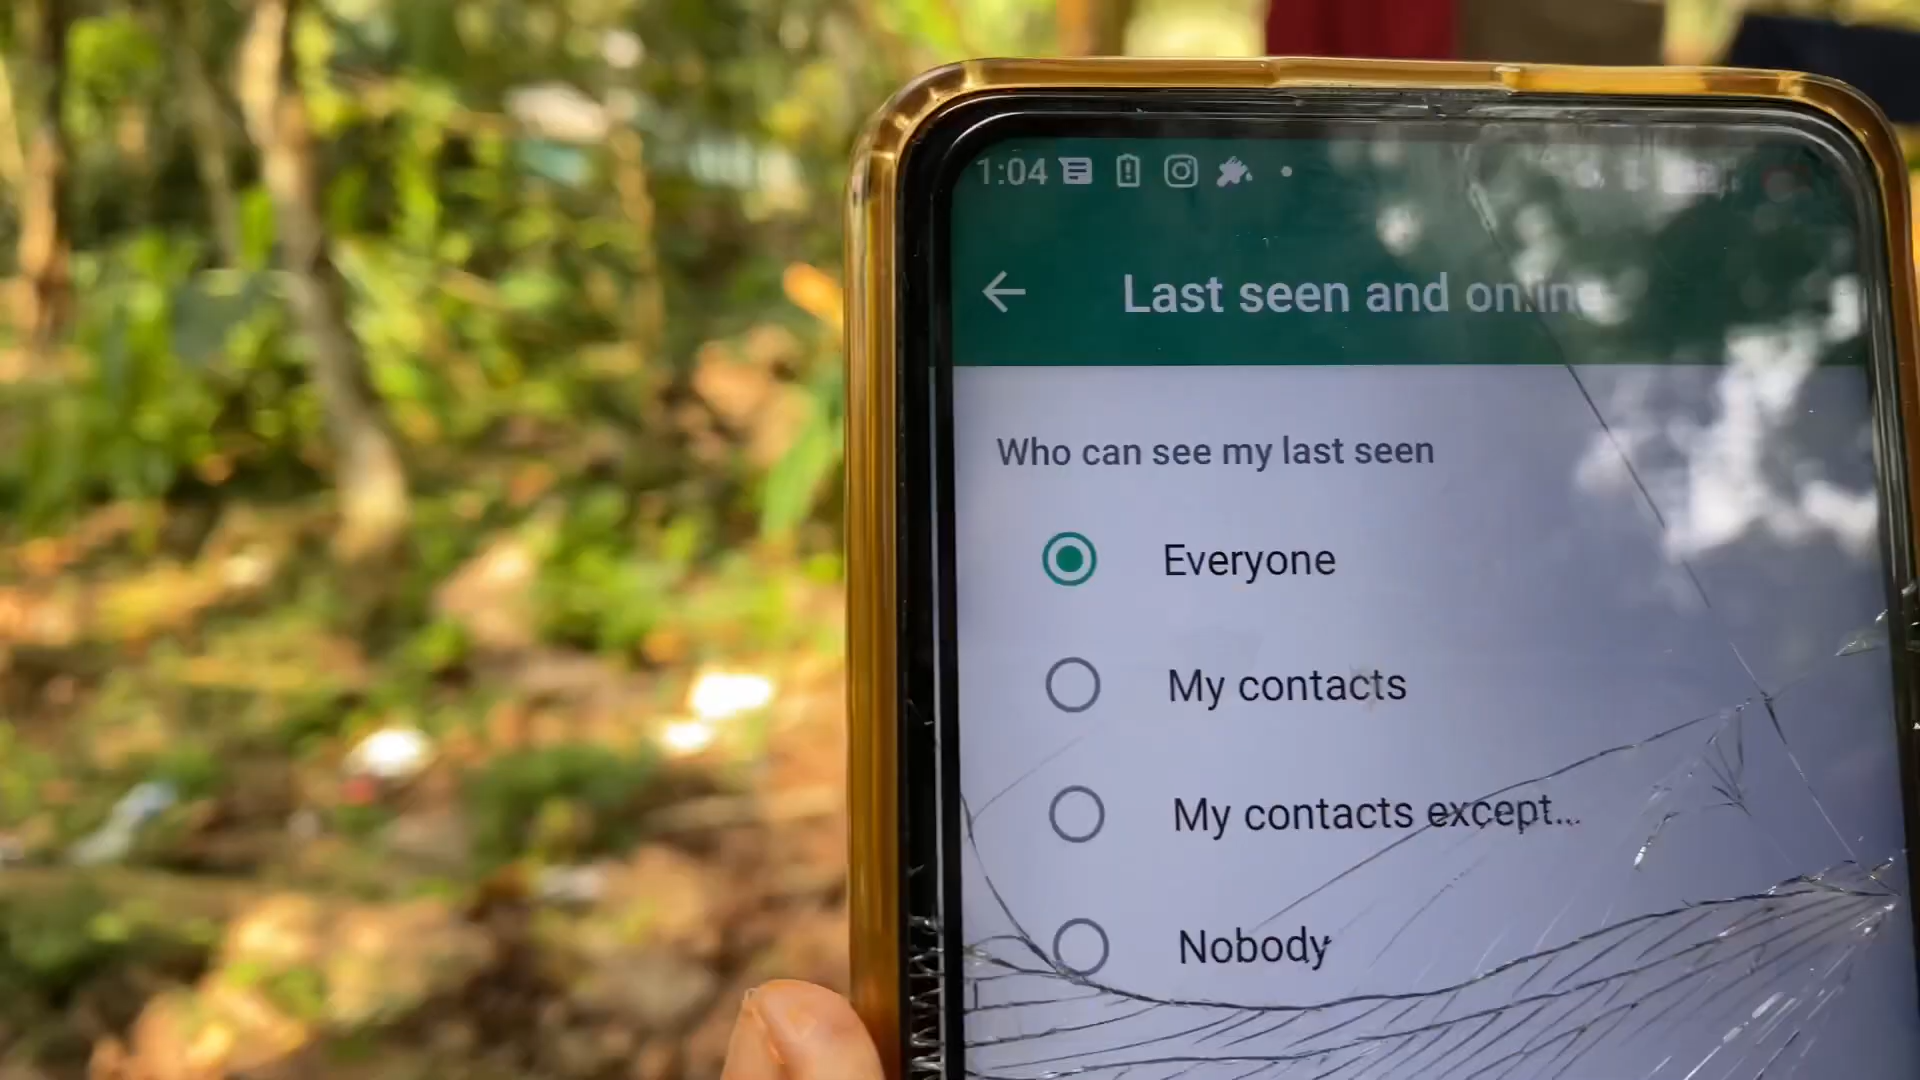 1:04
Last seen and online
Who can see my last seen
Everyone
My contacts
My contacts except...
Nobody